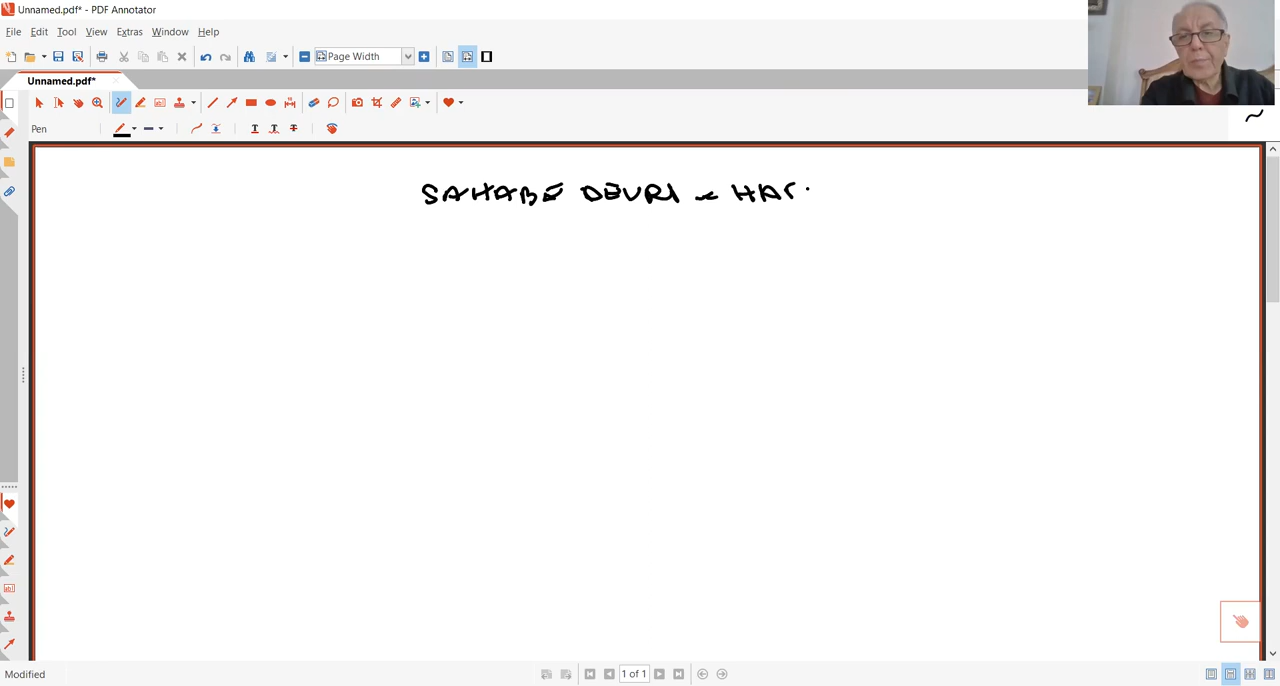 Unnamed.pdf* - PDF Annotator
File Edit Tool View Extras Window Help
Page Width
Unnamed.pdf*
Pen
SAHABE DEVRI
1 of 1
Modified